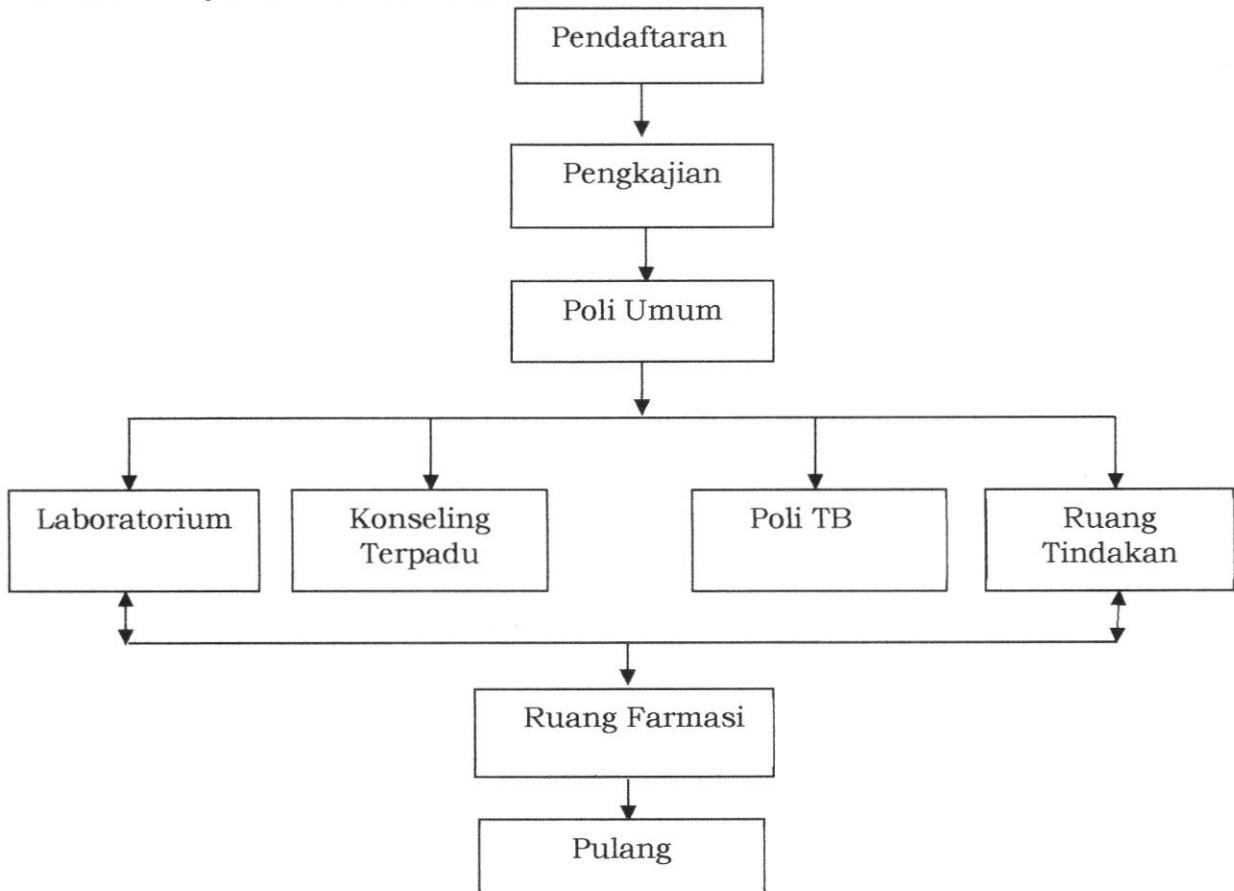 Pendaftaran
Pengkajian
Poli Umum
Laboratorium
Konseling
Terpadu
Poli TB
Ruang
Tindakan
Ruang Farmasi
Pulang